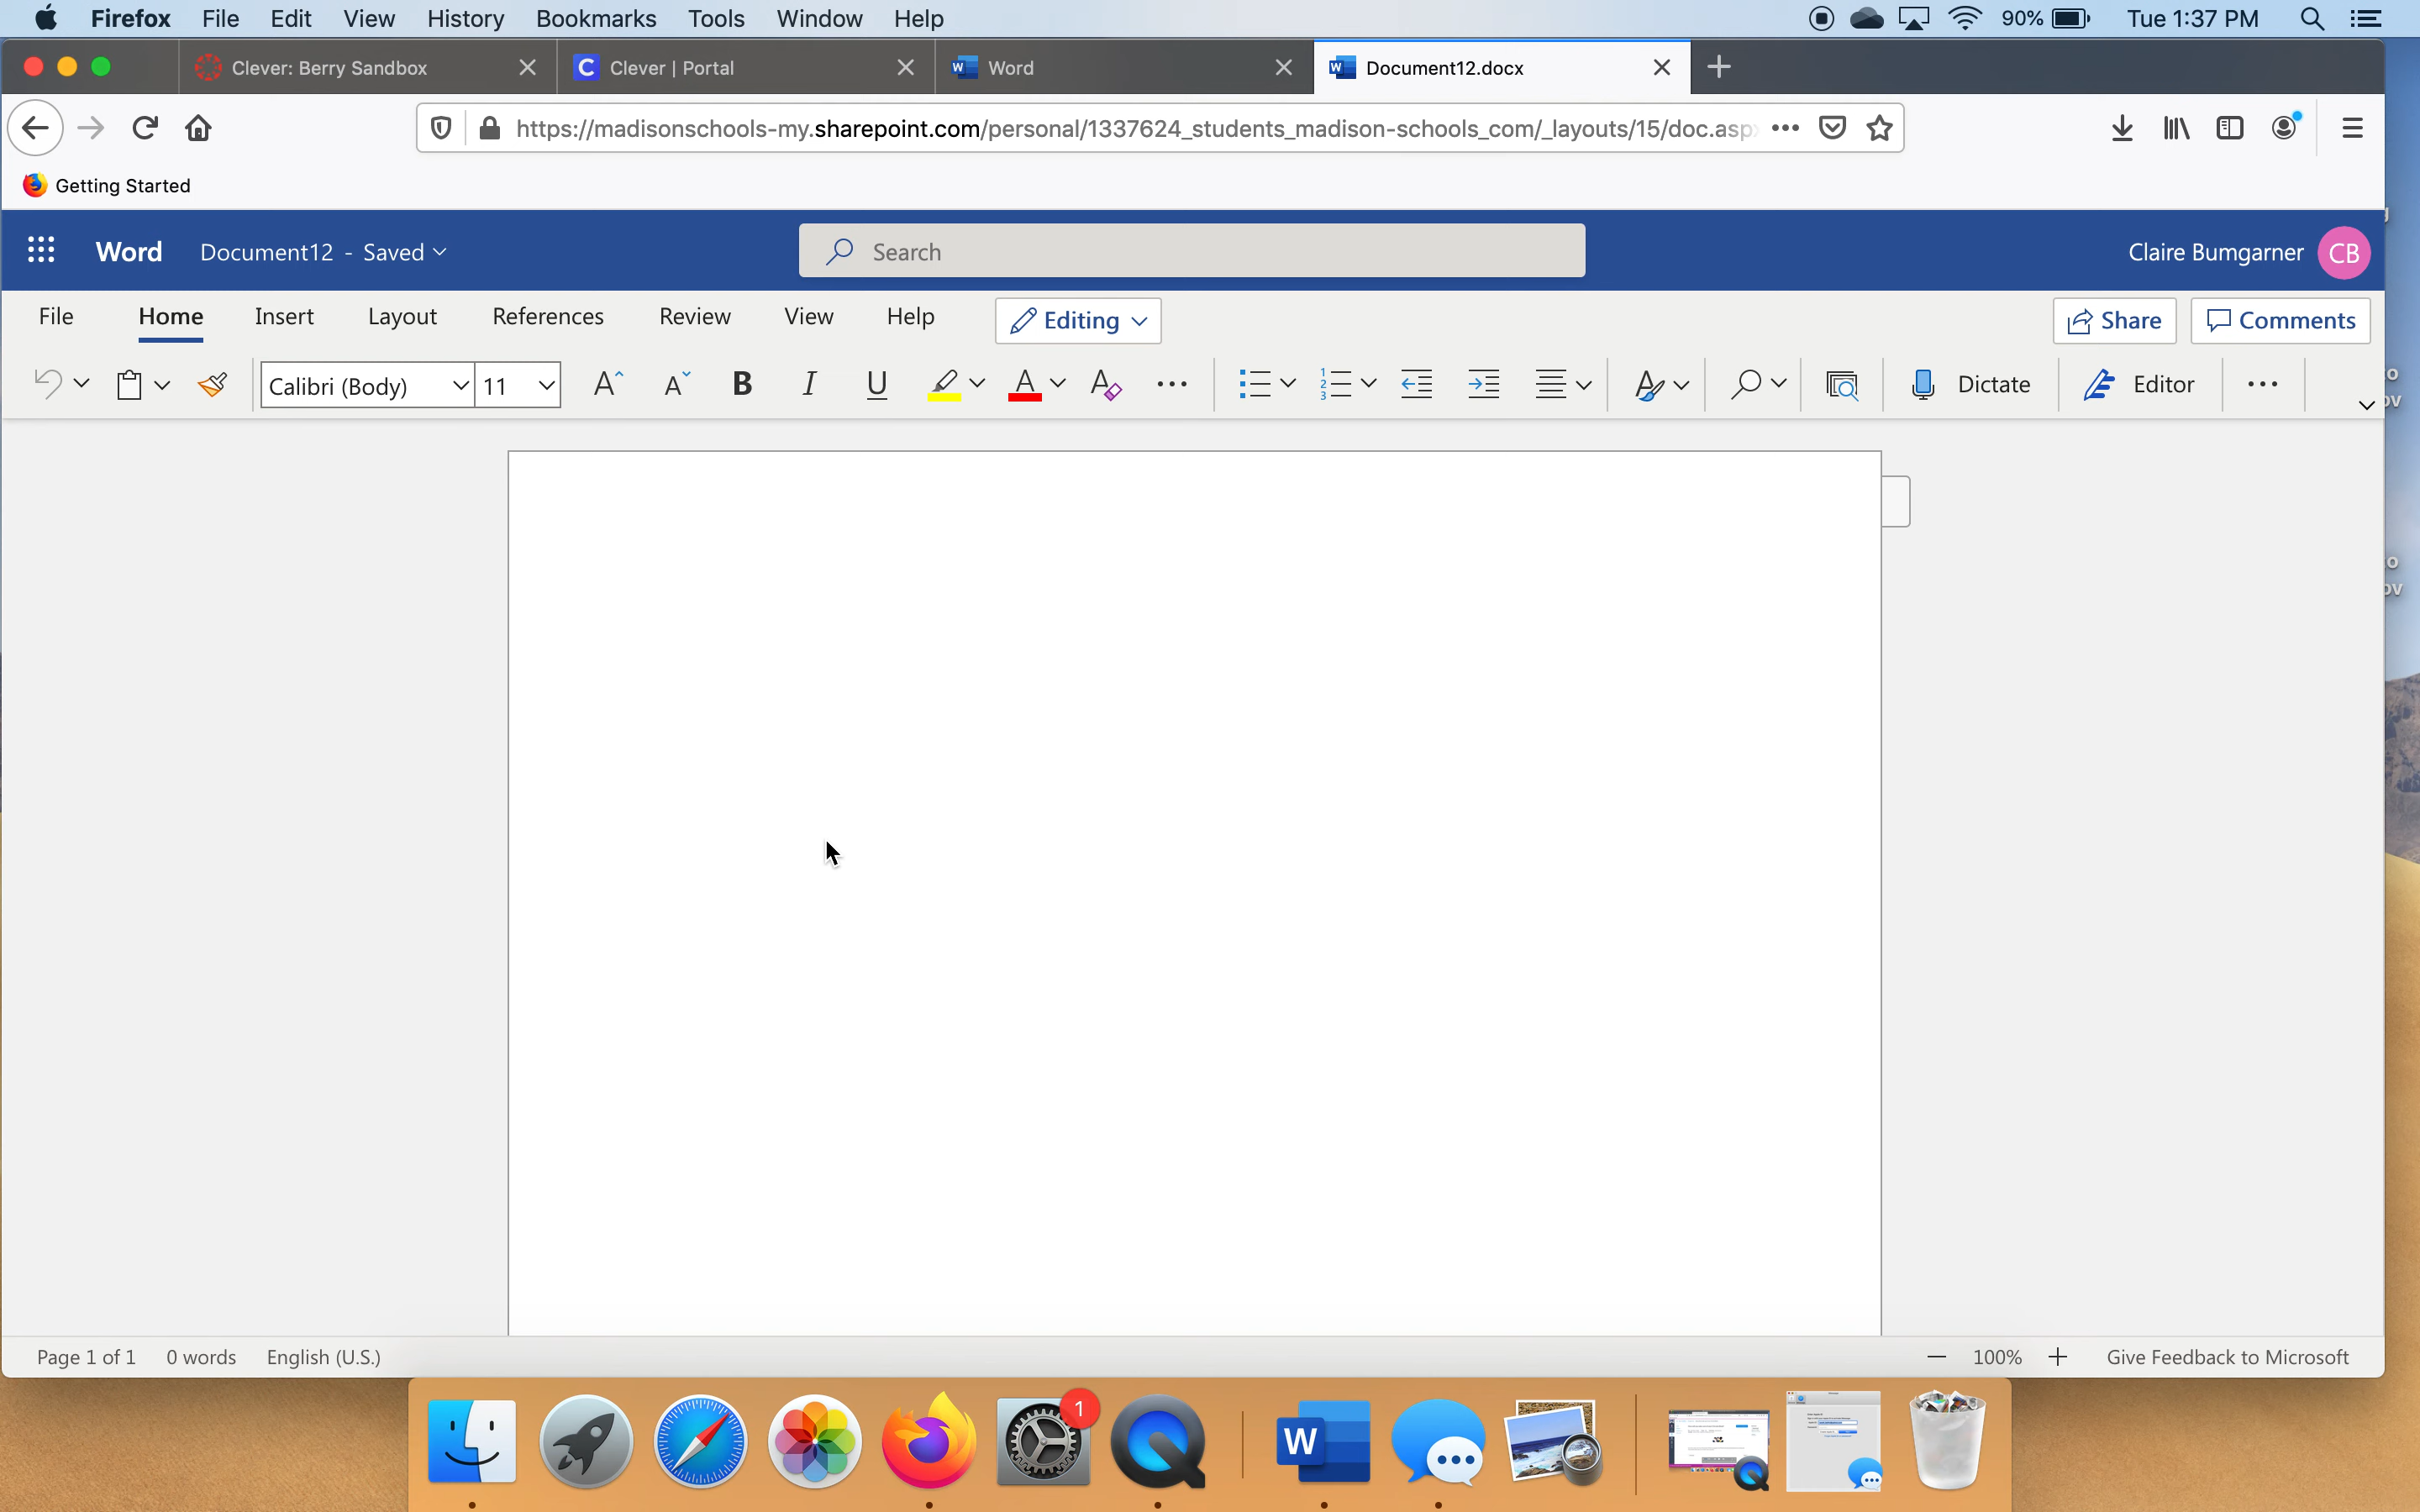 Firefox File Edit View History Bookmarks Tools Window Help 90% Tue 1:37 PM
Clever: Berry Sandbox Clever | Portal Word Document12.docx
https://madisonschools-my.sharepoint.com/personal/1337624_students_madison-schools_com/_layouts/15/doc.asp
Getting Started
Word Document12 - Saved Search Claire Bumgarner CB
File Home Insert Layout References Review View Help Editing Share Comments
Calibri (Body) 11 B I U Dictate Editor
Page 1 of 1 0 words English (U.S.) 100% Give Feedback to Microsoft
1
W